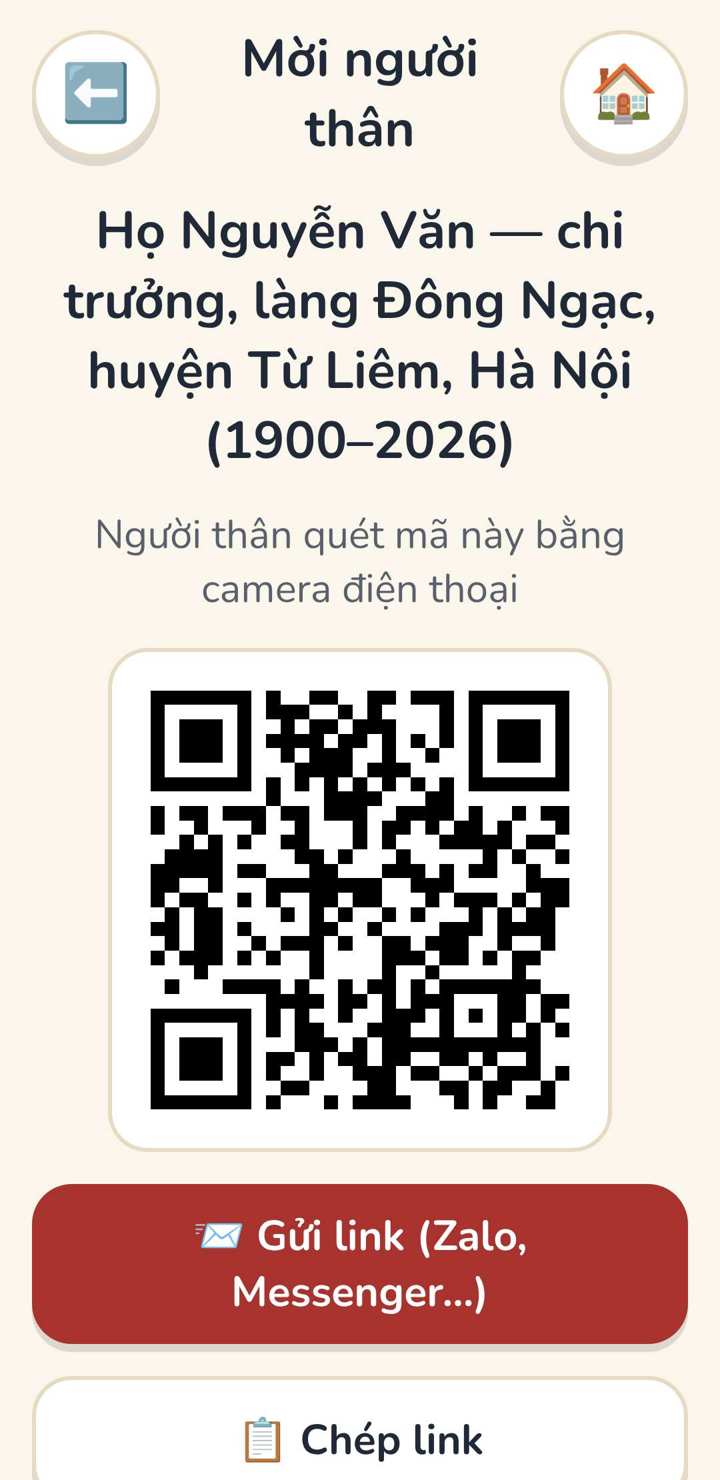 Mời người
thân
Họ Nguyễn Văn — chi
trưởng, làng Đông Ngạc,
huyện Từ Liêm, Hà Nội
(1900–2026)
Người thân quét mã này bằng
camera điện thoại
Gửi link (Zalo,
Messenger...)
Chép link